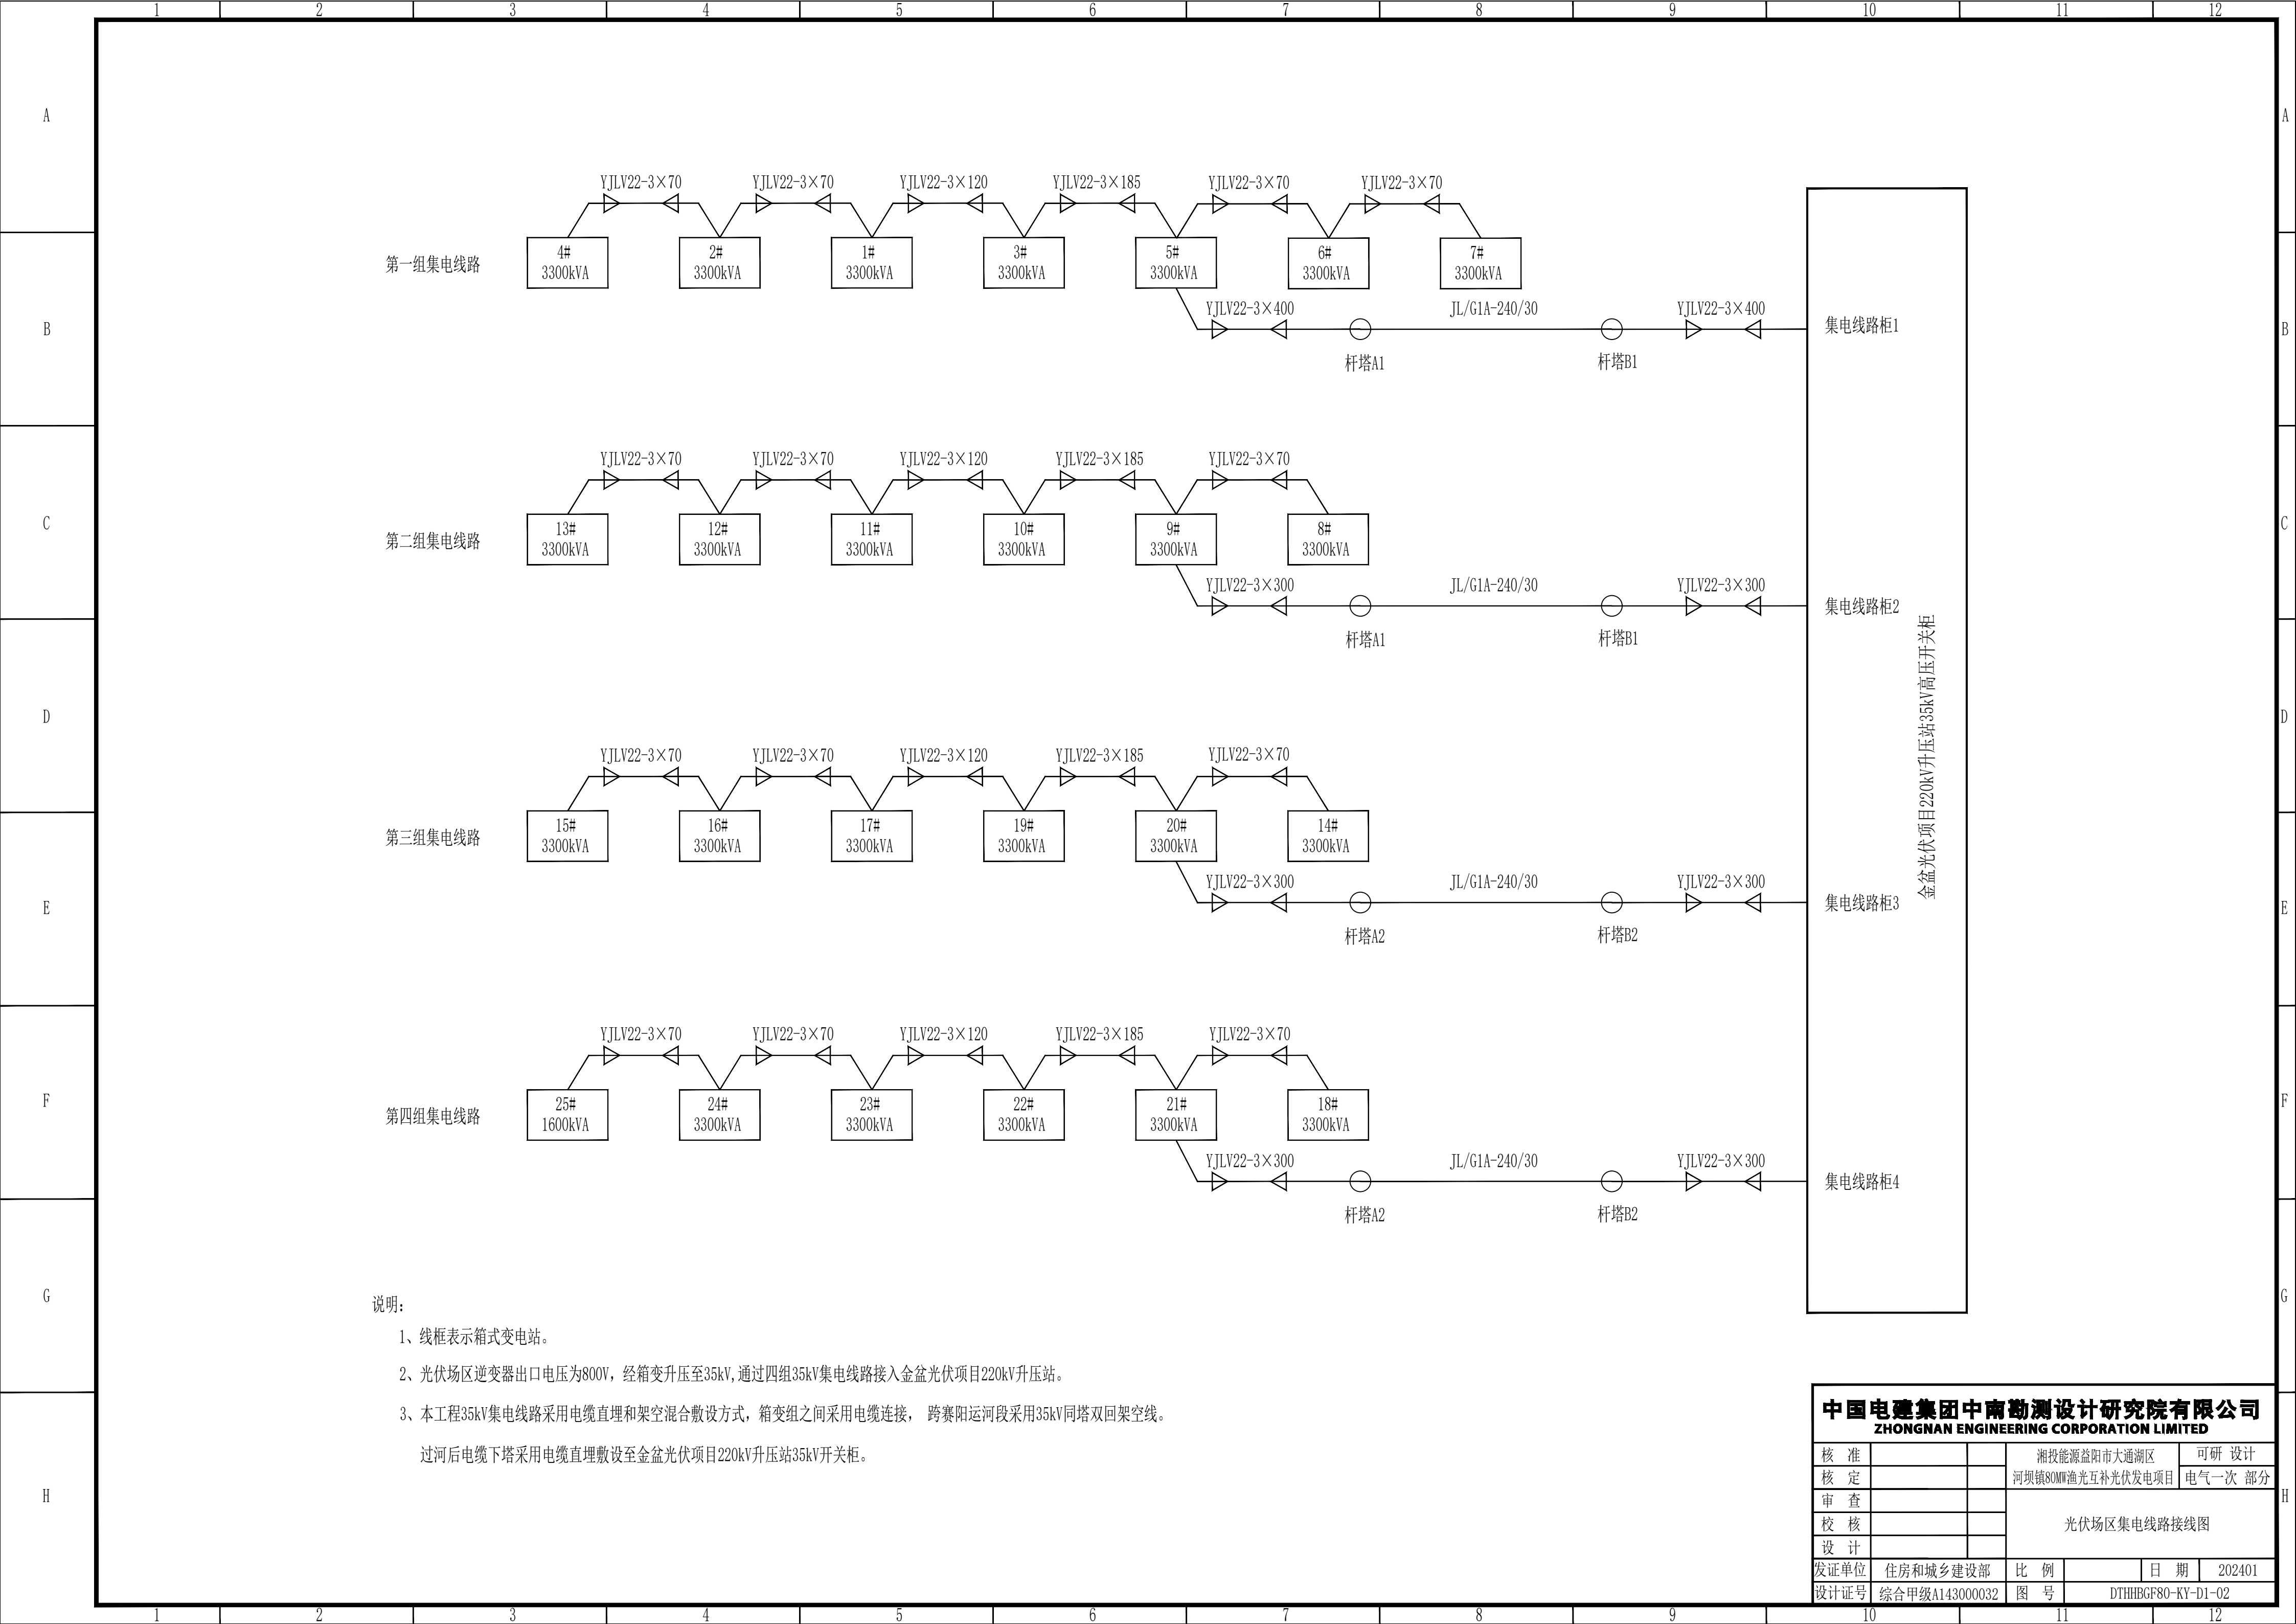 1 2 3 4 5 6 7 8 9 10 11 12
A A
YJLV22-3×70 YJLV22-3×70 YJLV22-3×120 YJLV22-3×185 YJLV22-3×70 YJLV22-3×70
第一组集电线路
4# 2# 1# 3# 5# 6# 7#
3300kVA 3300kVA 3300kVA 3300kVA 3300kVA 3300kVA 3300kVA
YJLV22-3×400 JL/G1A-240/30 YJLV22-3×400
B 集电线路柜1 B
杆塔A1 杆塔B1
YJLV22-3×70 YJLV22-3×70 YJLV22-3×120 YJLV22-3×185 YJLV22-3×70
C C
第二组集电线路
13# 12# 11# 10# 9# 8#
3300kVA 3300kVA 3300kVA 3300kVA 3300kVA 3300kVA
YJLV22-3×300 JL/G1A-240/30 YJLV22-3×300
集电线路柜2
杆塔A1 杆塔B1
金盆光伏项目220kV升压站35kV高压开关柜
D D
YJLV22-3×70 YJLV22-3×70 YJLV22-3×120 YJLV22-3×185 YJLV22-3×70
第三组集电线路
15# 16# 17# 19# 20# 14#
3300kVA 3300kVA 3300kVA 3300kVA 3300kVA 3300kVA
YJLV22-3×300 JL/G1A-240/30 YJLV22-3×300
E 集电线路柜3 E
杆塔A2 杆塔B2
YJLV22-3×70 YJLV22-3×70 YJLV22-3×120 YJLV22-3×185 YJLV22-3×70
F F
第四组集电线路
25# 24# 23# 22# 21# 18#
1600kVA 3300kVA 3300kVA 3300kVA 3300kVA 3300kVA
YJLV22-3×300 JL/G1A-240/30 YJLV22-3×300
集电线路柜4
杆塔A2 杆塔B2
G G
说明:
1、线框表示箱式变电站。
2、光伏场区逆变器出口电压为800V，经箱变升压至35kV,通过四组35kV集电线路接入金盆光伏项目220kV升压站。
3、本工程35kV集电线路采用电缆直埋和架空混合敷设方式，箱变组之间采用电缆连接， 跨赛阳运河段采用35kV同塔双回架空线。
过河后电缆下塔采用电缆直埋敷设至金盆光伏项目220kV升压站35kV开关柜。
H H
中国电建集团中南勘测设计研究院有限公司
ZHONGNAN ENGINEERING CORPORATION LIMITED
核 准 湘投能源益阳市大通湖区 可研 设计
核 定 河坝镇80MW渔光互补光伏发电项目 电气一次 部分
审 查
校 核 光伏场区集电线路接线图
设 计
发证单位 住房和城乡建设部 比 例 日 期 202401
设计证号 综合甲级A143000032 图 号 DTHHBGF80-KY-D1-02
1 2 3 4 5 6 7 8 9 10 11 12